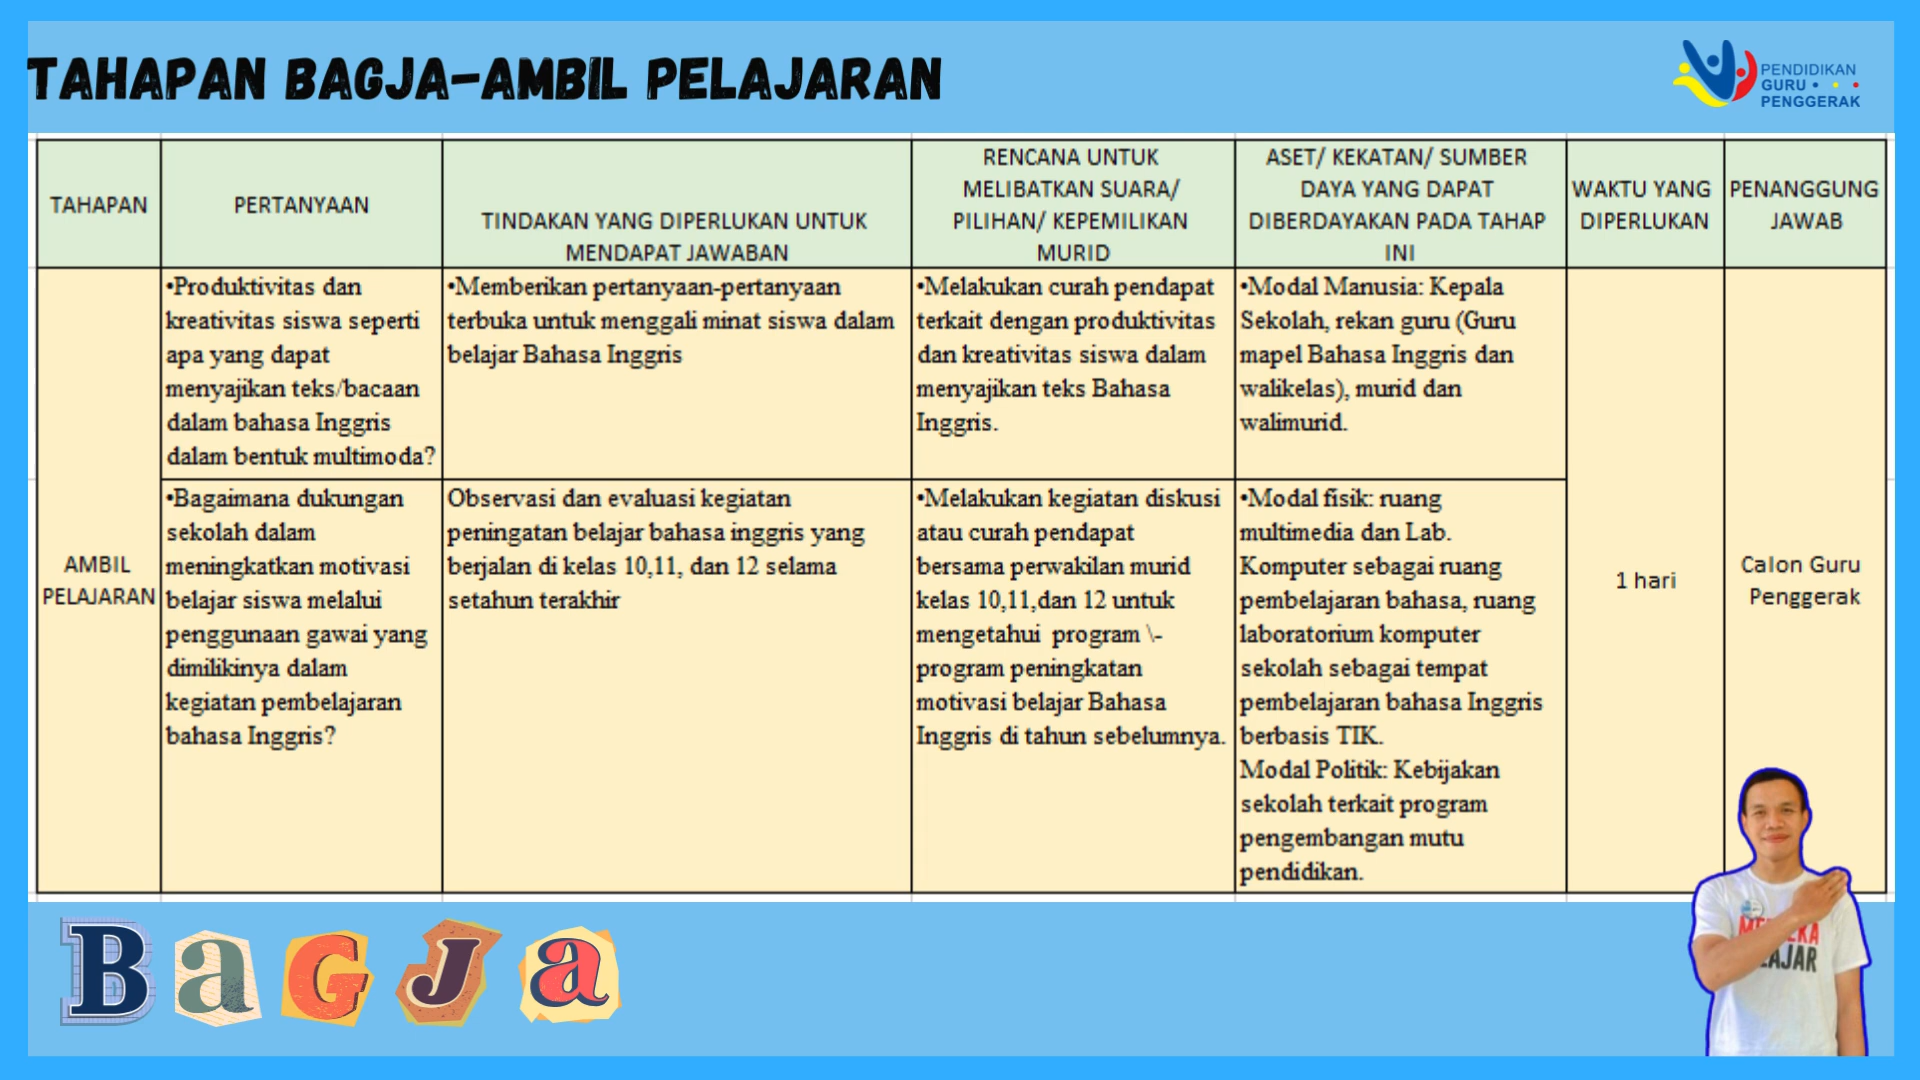 TAHAPAN BAGJA-AMBIL PELAJARAN
PENDIDIKAN
GURU
PENGGERAK
TAHAPAN
PERTANYAAN
TINDAKAN YANG DIPERLUKAN UNTUK
MENDAPAT JAWABAN
RENCANA UNTUK
MELIBATKAN SUARA/
PILIHAN/ KEPEMILIKAN
MURID
ASET/ KEKATAN/ SUMBER
DAYA YANG DAPAT
DIBERDAYAKAN PADA TAHAP
INI
WAKTU YANG
DIPERLUKAN
PENANGGUNG
JAWAB
AMBIL
PELAJARAN
•Produktivitas dan
kreativitas siswa seperti
apa yang dapat
menyajikan teks/bacaan
dalam bahasa Inggris
dalam bentuk multimoda?
•Memberikan pertanyaan-pertanyaan
terbuka untuk menggali minat siswa dalam
belajar Bahasa Inggris
•Melakukan curah pendapat
terkait dengan produktivitas
dan kreativitas siswa dalam
menyajikan teks Bahasa
Inggris.
•Modal Manusia: Kepala
Sekolah, rekan guru (Guru
mapel Bahasa Inggris dan
walikelas), murid dan
walimurid.
•Bagaimana dukungan
sekolah dalam
meningkatkan motivasi
belajar siswa melalui
penggunaan gawai yang
dimilikinya dalam
kegiatan pembelajaran
bahasa Inggris?
Observasi dan evaluasi kegiatan
peningatan belajar bahasa inggris yang
berjalan di kelas 10,11, dan 12 selama
setahun terakhir
•Melakukan kegiatan diskusi
atau curah pendapat
bersama perwakilan murid
kelas 10,11,dan 12 untuk
mengetahui program \-
program peningkatan
motivasi belajar Bahasa
Inggris di tahun sebelumnya.
•Modal fisik: ruang
multimedia dan Lab.
Komputer sebagai ruang
pembelajaran bahasa, ruang
laboratorium komputer
sekolah sebagai tempat
pembelajaran bahasa Inggris
berbasis TIK.
Modal Politik: Kebijakan
sekolah terkait program
pengembangan mutu
pendidikan.
1 hari
Calon Guru
Penggerak
BaGJa